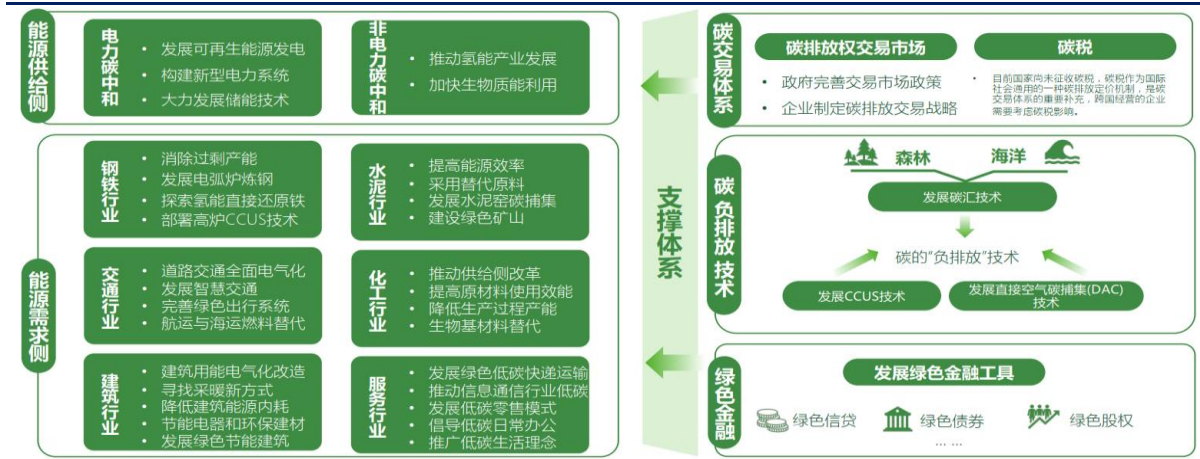 能源供给侧
电力碳中和
• 发展可再生能源发电
• 构建新型电力系统
• 大力发展储能技术
非电力碳中和
• 推动氢能产业发展
• 加快生物质能利用
能源需求侧
钢铁行业
• 消除过剩产能
• 发展电弧炉炼钢
• 探索氢能直接还原铁
• 部署高炉CCUS技术
水泥行业
• 提高能源效率
• 采用替代原料
• 发展水泥窑碳捕集
• 建设绿色矿山
交通行业
• 道路交通全面电气化
• 发展智慧交通
• 完善绿色出行系统
• 航运与海运燃料替代
化工行业
• 推动供给侧改革
• 提高原材料使用效能
• 降低生产过程产能
• 生物基材料替代
建筑行业
• 建筑用能电气化改造
• 寻找采暖新方式
• 降低建筑能源内耗
• 节能电器和环保建材
• 发展绿色节能建筑
服务行业
• 发展绿色低碳快递运输
• 推动信息通信行业低碳
• 发展低碳零售模式
• 倡导低碳日常办公
• 推广低碳生活理念
支撑体系
碳交易体系
碳排放权交易市场
• 政府完善交易市场政策
• 企业制定碳排放交易战略
碳税
• 目前国家尚未征收碳税，碳税作为国际
社会通用的一种碳排放定价机制，是碳
交易体系的重要补充，跨国经营的企业
需要考虑碳税影响。
碳负排放技术
森林
海洋
发展碳汇技术
碳的“负排放”技术
发展CCUS技术
发展直接空气碳捕集(DAC)
技术
绿色金融
发展绿色金融工具
绿色信贷
绿色债券
绿色股权
... ...